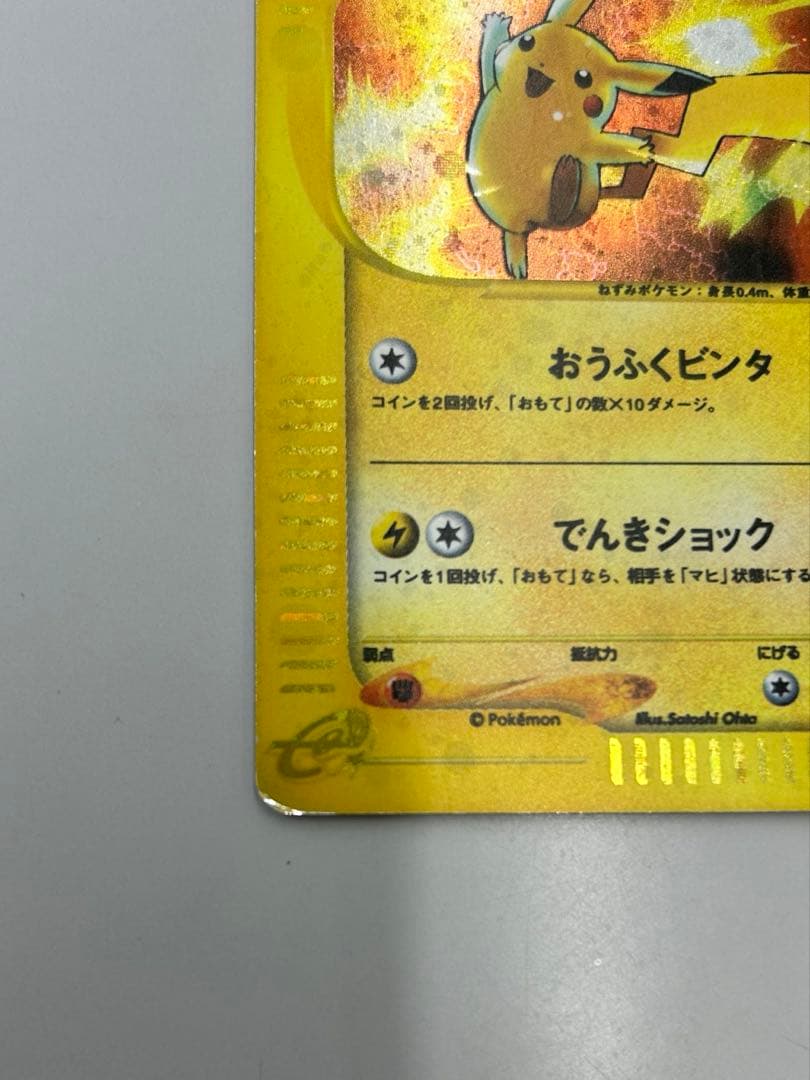 ねずみポケモン：身長0.4m、体重
おうふくビンタ
コインを2回投げ、「おもて」の数×10ダメージ。
でんきショック
コインを1回投げ、「おもて」なら、相手を「マヒ」状態にする
弱点 抵抗力 にげる
© Pokémon Illus.Satoshi Ohta